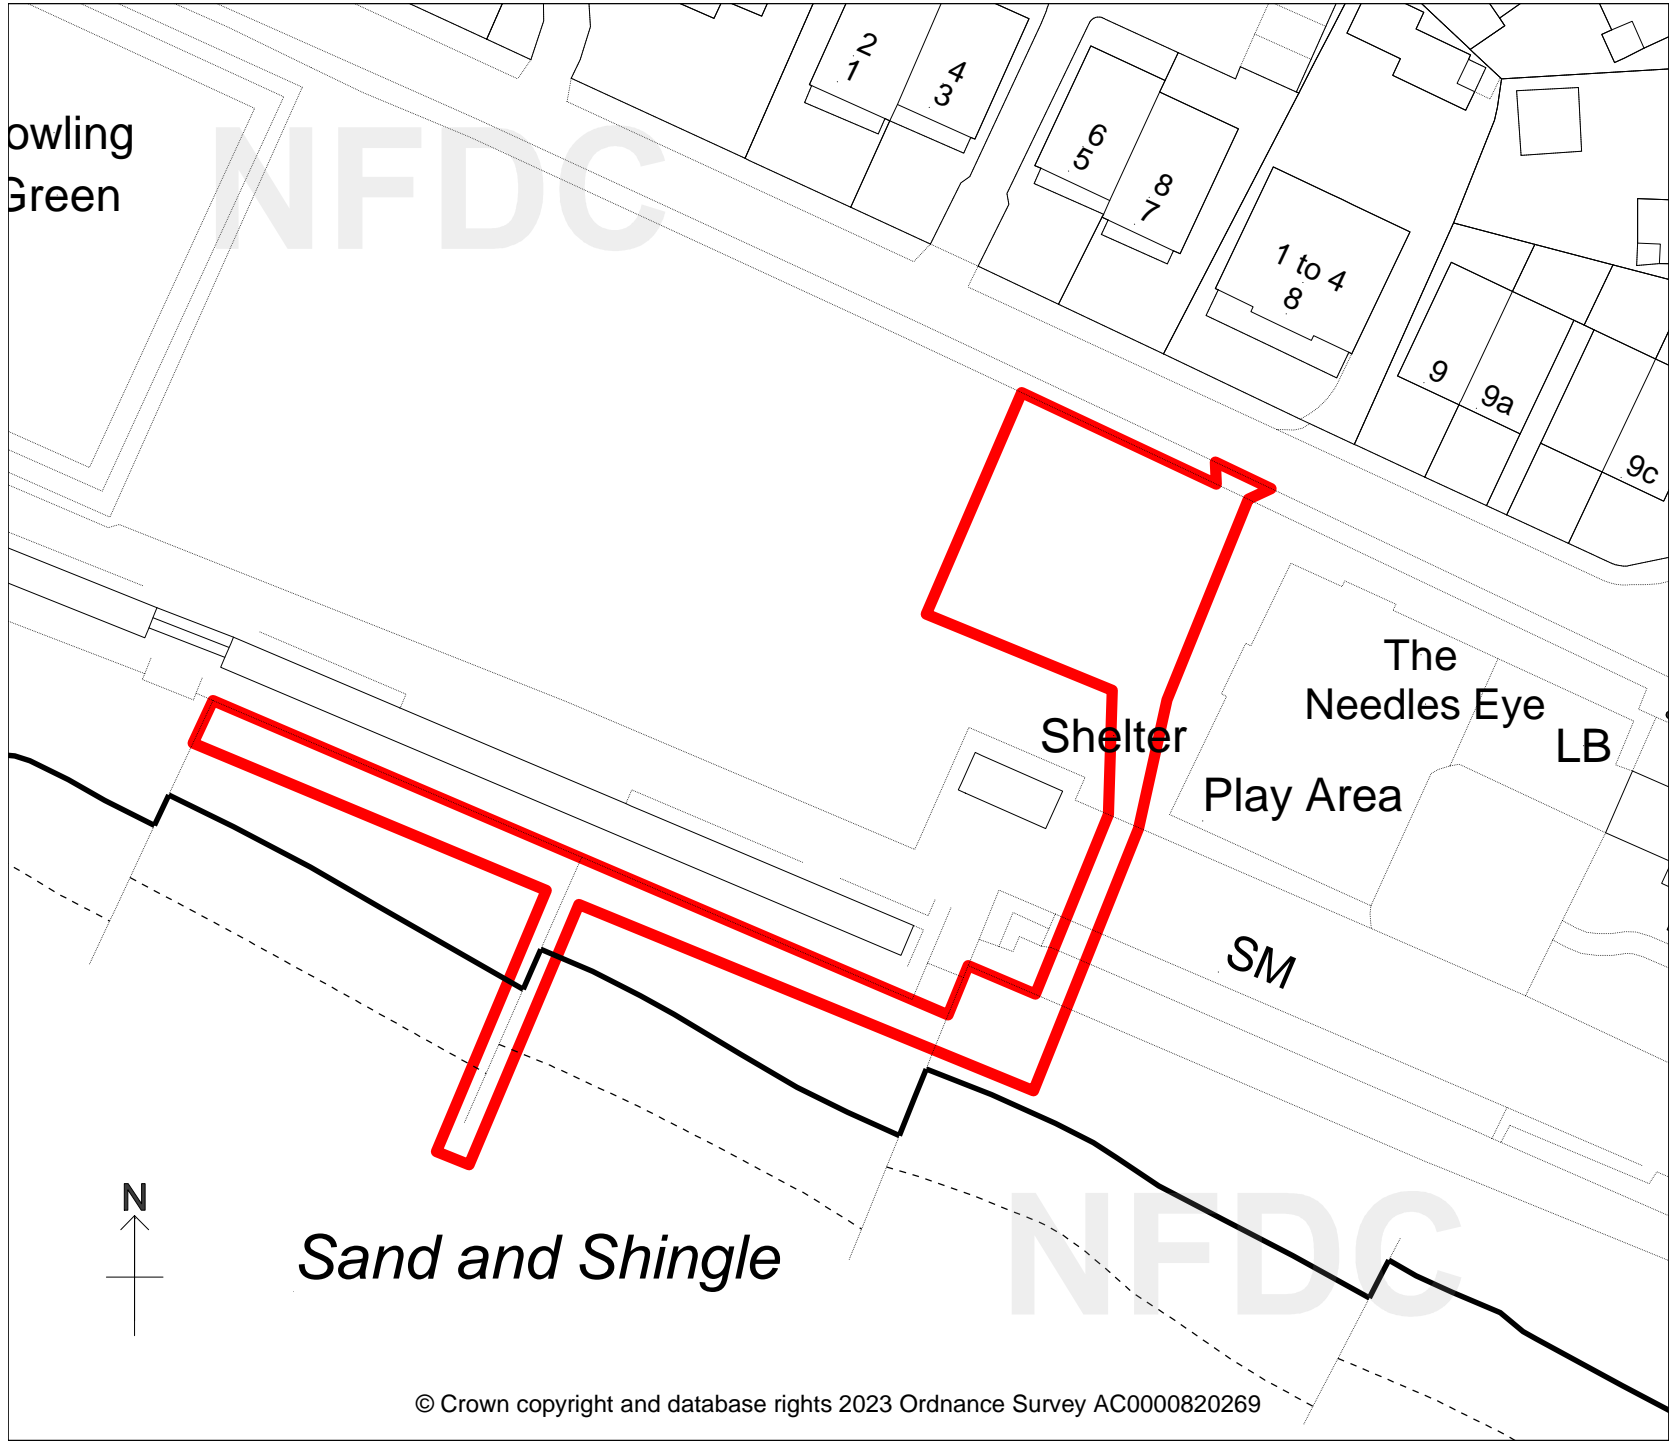 2
1
4
3
owling
Green
NFDC
6
5
8
7
1 to 4
8
9
9a
9c
The
Needles Eye
Shelter
LB
Play Area
SM
N
NFDC
Sand and Shingle
© Crown copyright and database rights 2023 Ordnance Survey AC0000820269